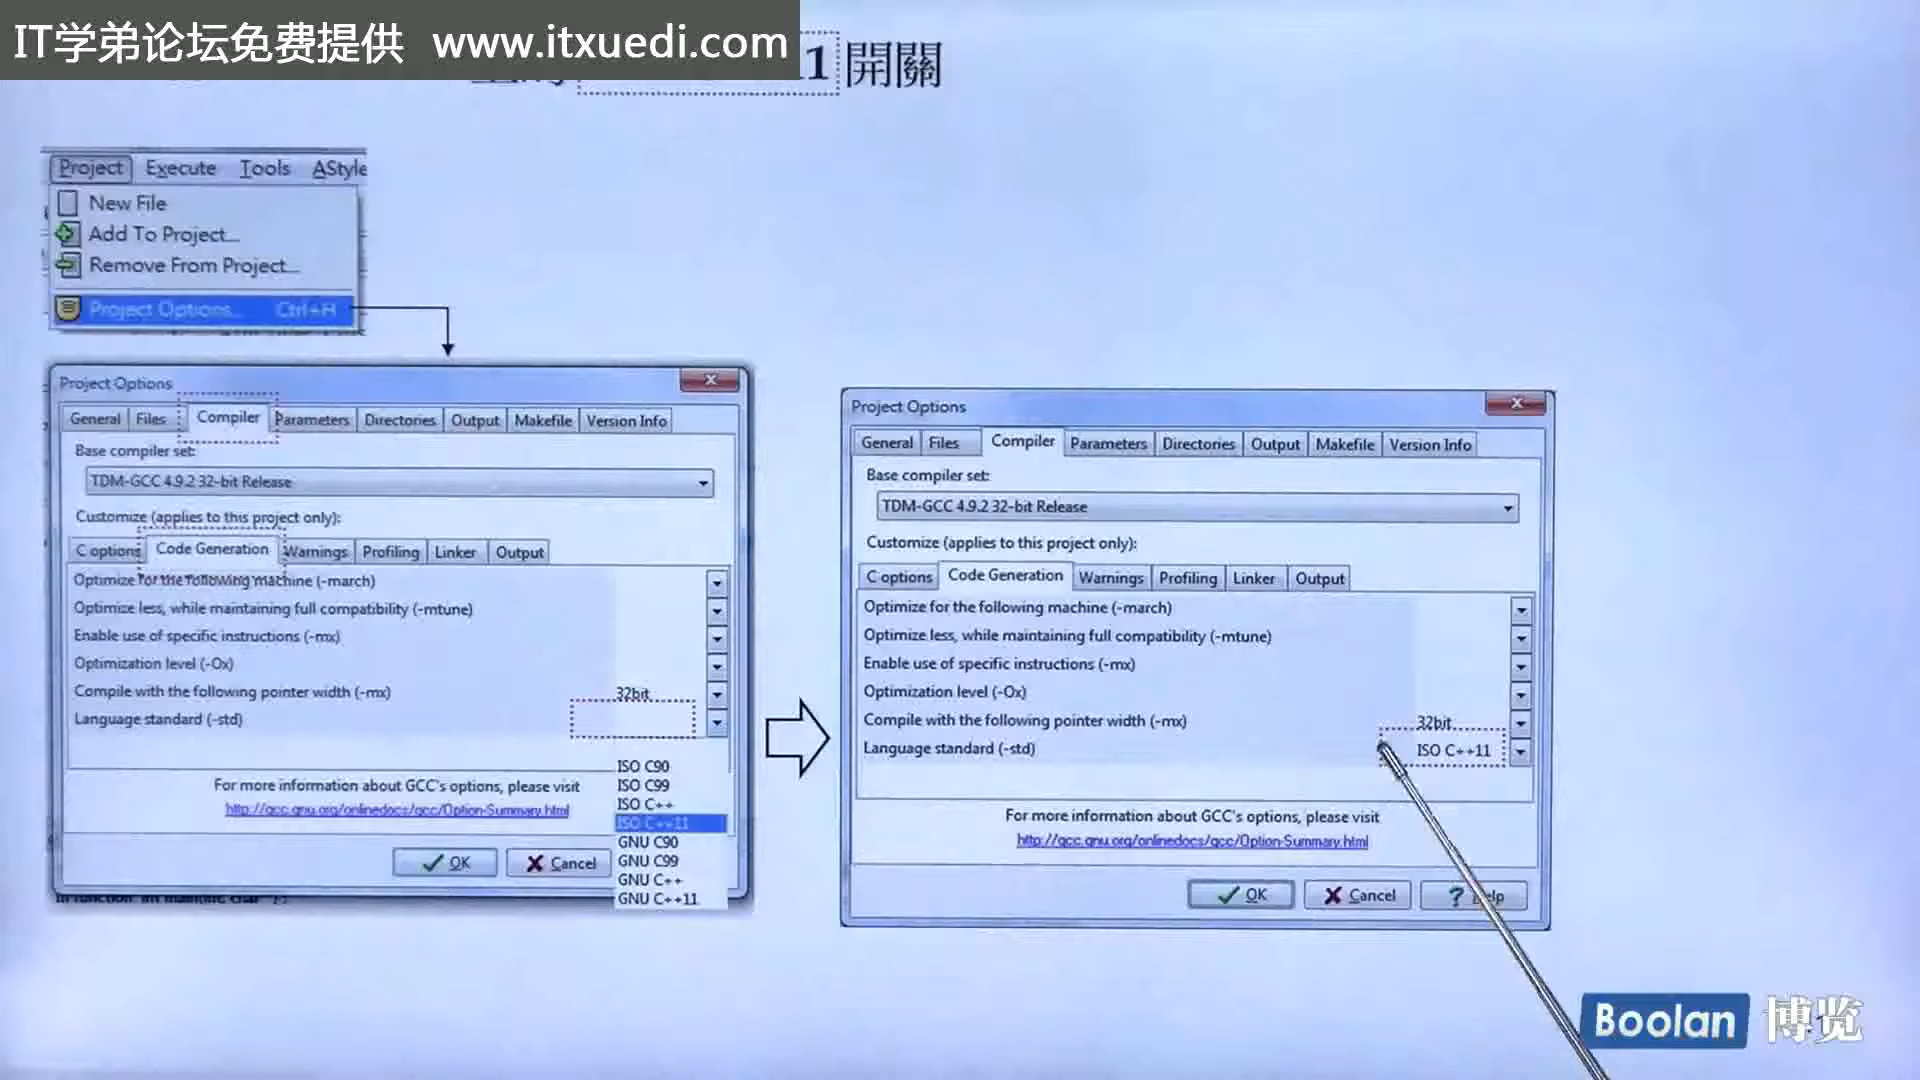 IT学弟论坛免费提供 www.itxuedi.com
11 開關
Project Execute Tools AStyle
New File
Add To Project...
Remove From Project...
Project Options... Ctrl+H
Project Options
General Files Compiler Parameters Directories Output Makefile Version Info
Base compiler set:
TDM-GCC 4.9.2 32-bit Release
Customize (applies to this project only):
C options Code Generation Warnings Profiling Linker Output
Optimize for the following machine (-march)
Optimize less, while maintaining full compatibility (-mtune)
Enable use of specific instructions (-mx)
Optimization level (-Ox)
Compile with the following pointer width (-mx) 32bit
Language standard (-std)
ISO C90
ISO C99
ISO C++
ISO C++11
GNU C90
GNU C99
GNU C++
GNU C++11
For more information about GCC's options, please visit
http://gcc.gnu.org/onlinedocs/gcc/Option-Summary.html
OK Cancel
Project Options
General Files Compiler Parameters Directories Output Makefile Version Info
Base compiler set:
TDM-GCC 4.9.2 32-bit Release
Customize (applies to this project only):
C options Code Generation Warnings Profiling Linker Output
Optimize for the following machine (-march)
Optimize less, while maintaining full compatibility (-mtune)
Enable use of specific instructions (-mx)
Optimization level (-Ox)
Compile with the following pointer width (-mx) 32bit
Language standard (-std) ISO C++11
For more information about GCC's options, please visit
http://gcc.gnu.org/onlinedocs/gcc/Option-Summary.html
OK Cancel Help
Boolan 博览